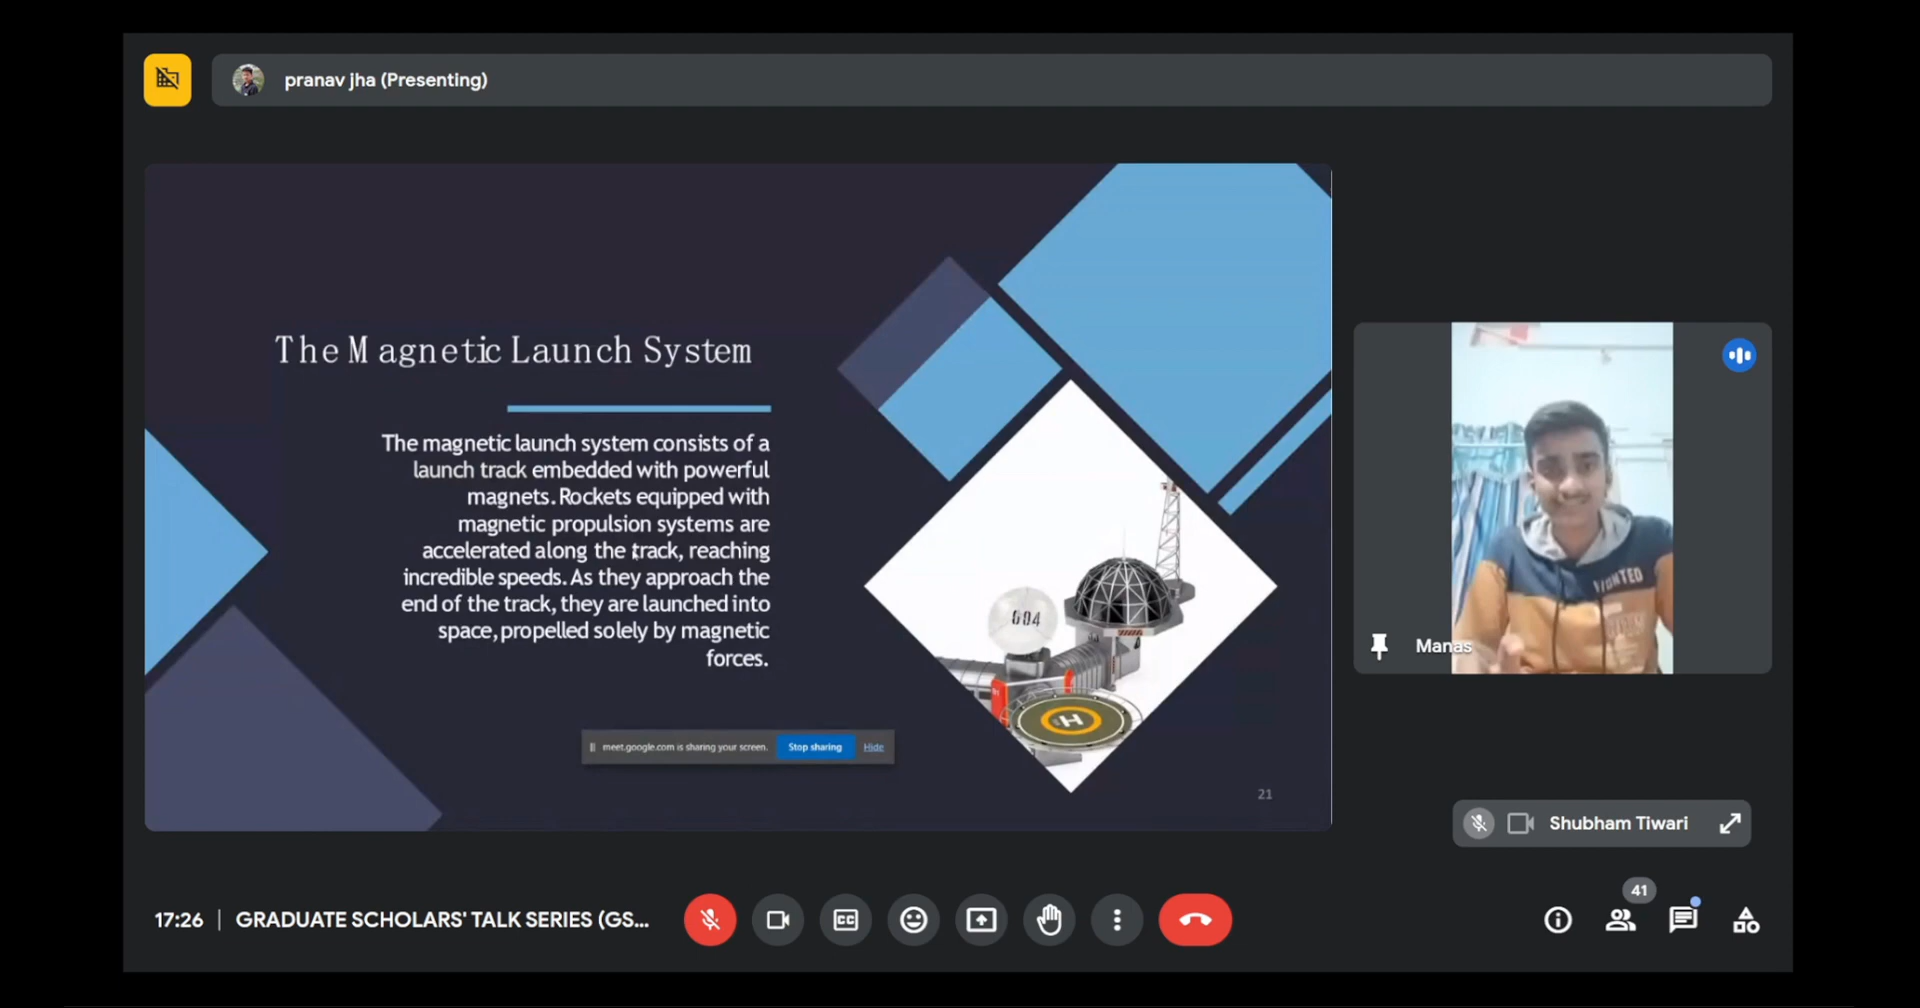 pranav jha (Presenting)
The Magnetic Launch System
The magnetic launch system consists of a
launch track embedded with powerful
magnets. Rockets equipped with
magnetic propulsion systems are
accelerated along the track, reaching
incredible speeds. As they approach the
end of the track, they are launched into
space, propelled solely by magnetic
forces.
004
H
meet.google.com is sharing your screen. Stop sharing Hide
21
Manas
Shubham Tiwari
17:26 | GRADUATE SCHOLARS' TALK SERIES (GS...
CC
41